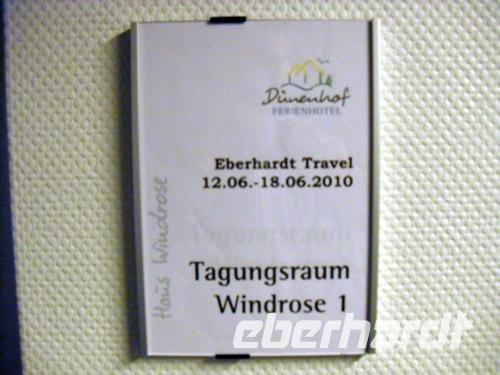 Dünenhof
FERIENHOTEL
Eberhardt Travel
12.06.-18.06.2010
Haus Windrose
Tagungsraum
Windrose 1
eberhardt